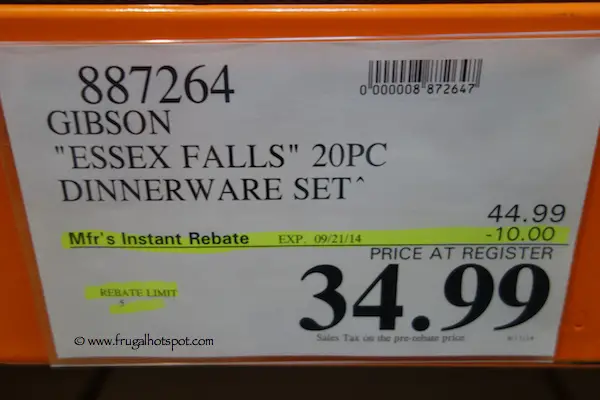 887264
0 000008 872647
GIBSON
"ESSEX FALLS" 20PC
DINNERWARE SET^
44.99
Mfr's Instant Rebate EXP. 09/21/14 -10.00
PRICE AT REGISTER
REBATE LIMIT
5
34.99
Sales Tax on the pre-rebate price
© www.frugalhotspot.com